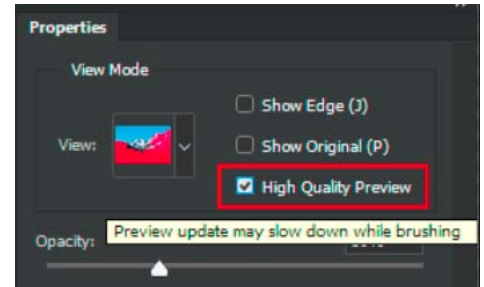 Properties
View Mode
Show Edge (J)
View:
Show Original (P)
High Quality Preview
Opacity:
Preview update may slow down while brushing